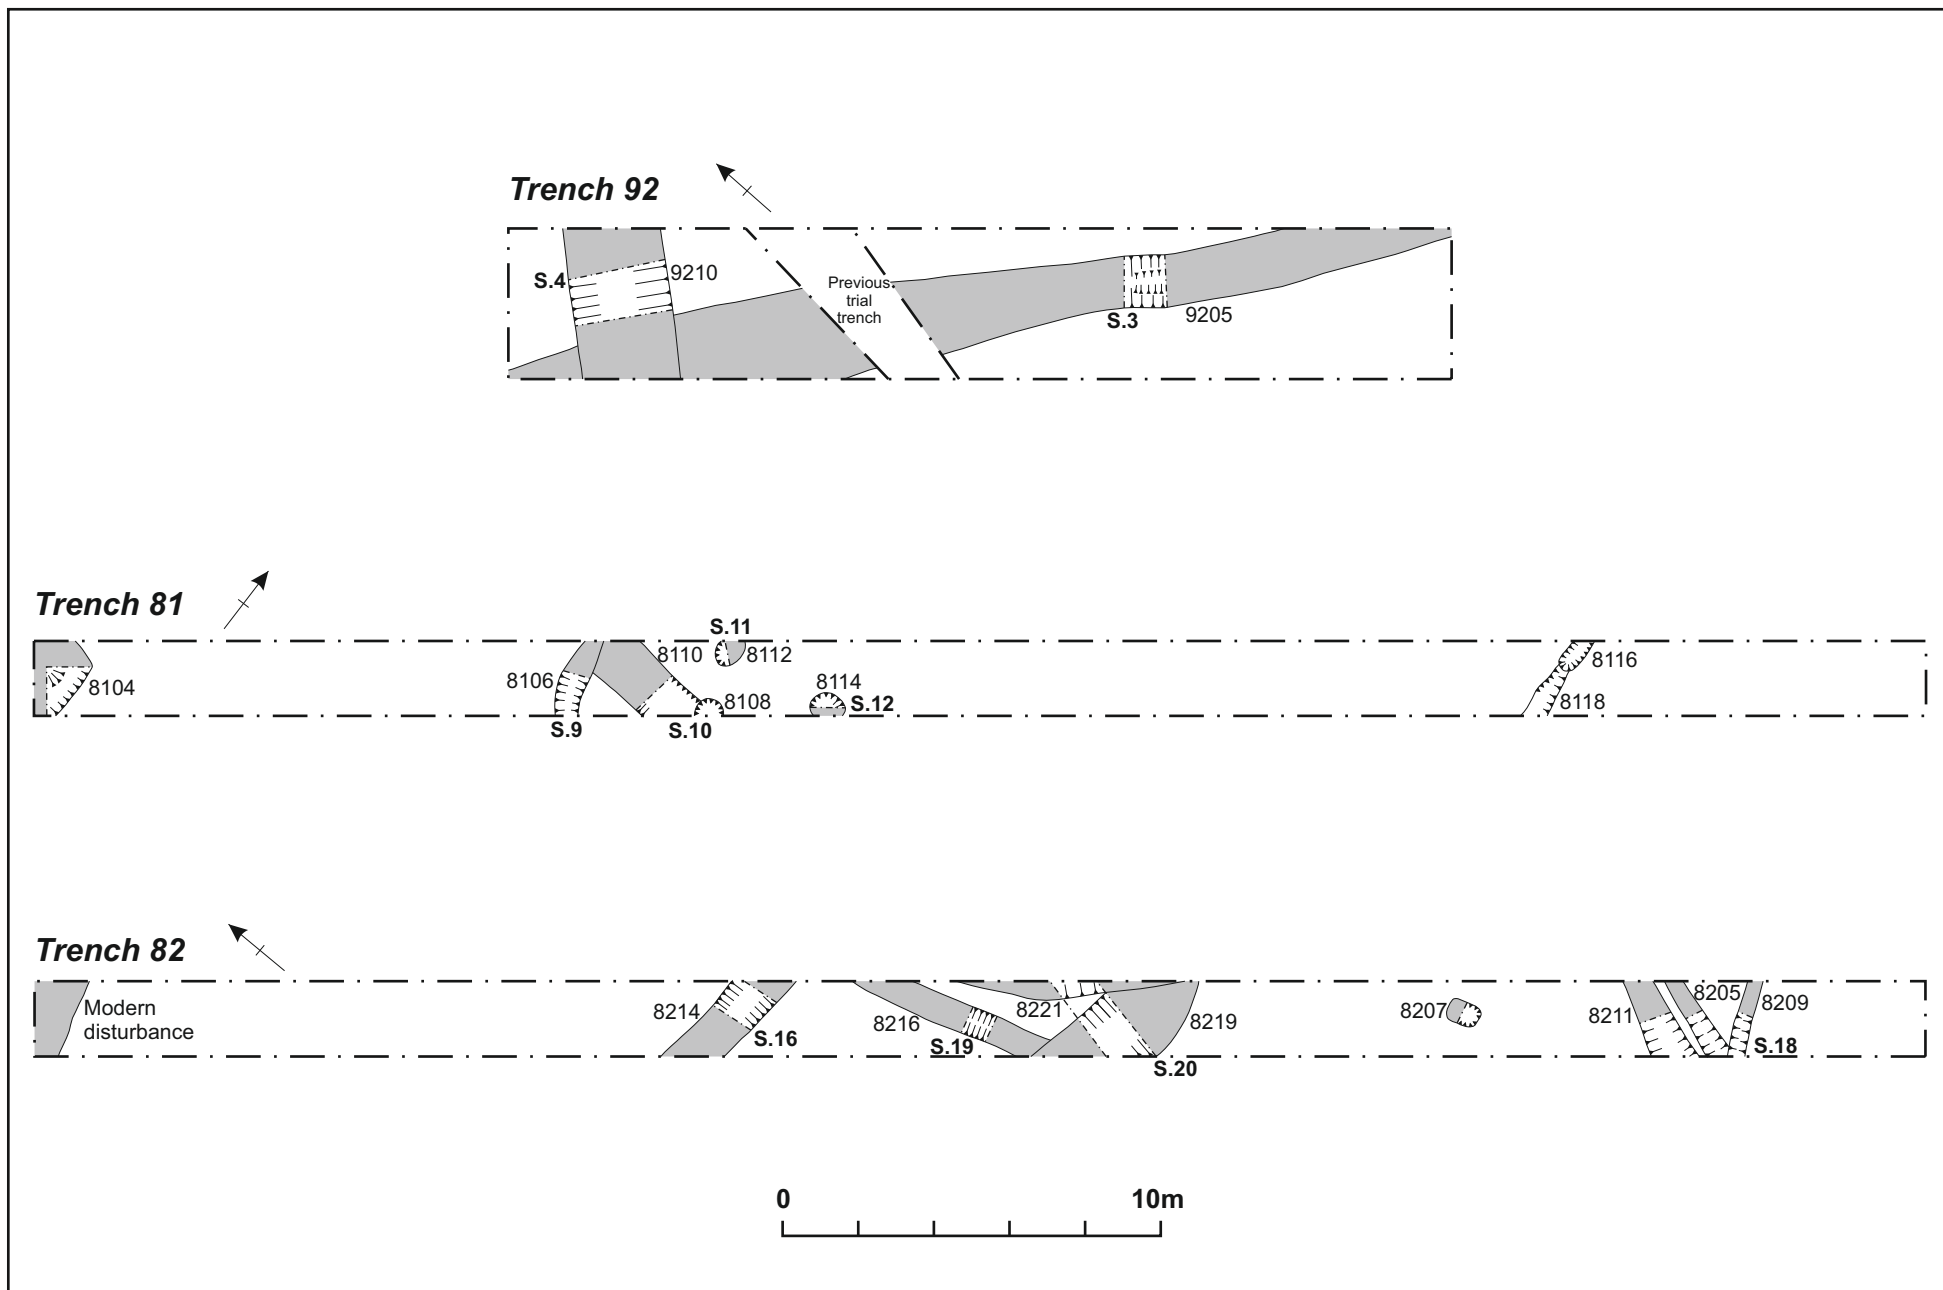 Trench 92
S.4
9210
Previous
trial
trench
S.3
9205
Trench 81
S.11
8110
8112
8104
8106
8114
8108
S.12
S.9
S.10
8116
8118
Trench 82
Modern
disturbance
8214
S.16
8216
S.19
8221
8219
S.20
8207
8211
8205
8209
S.18
0
10m